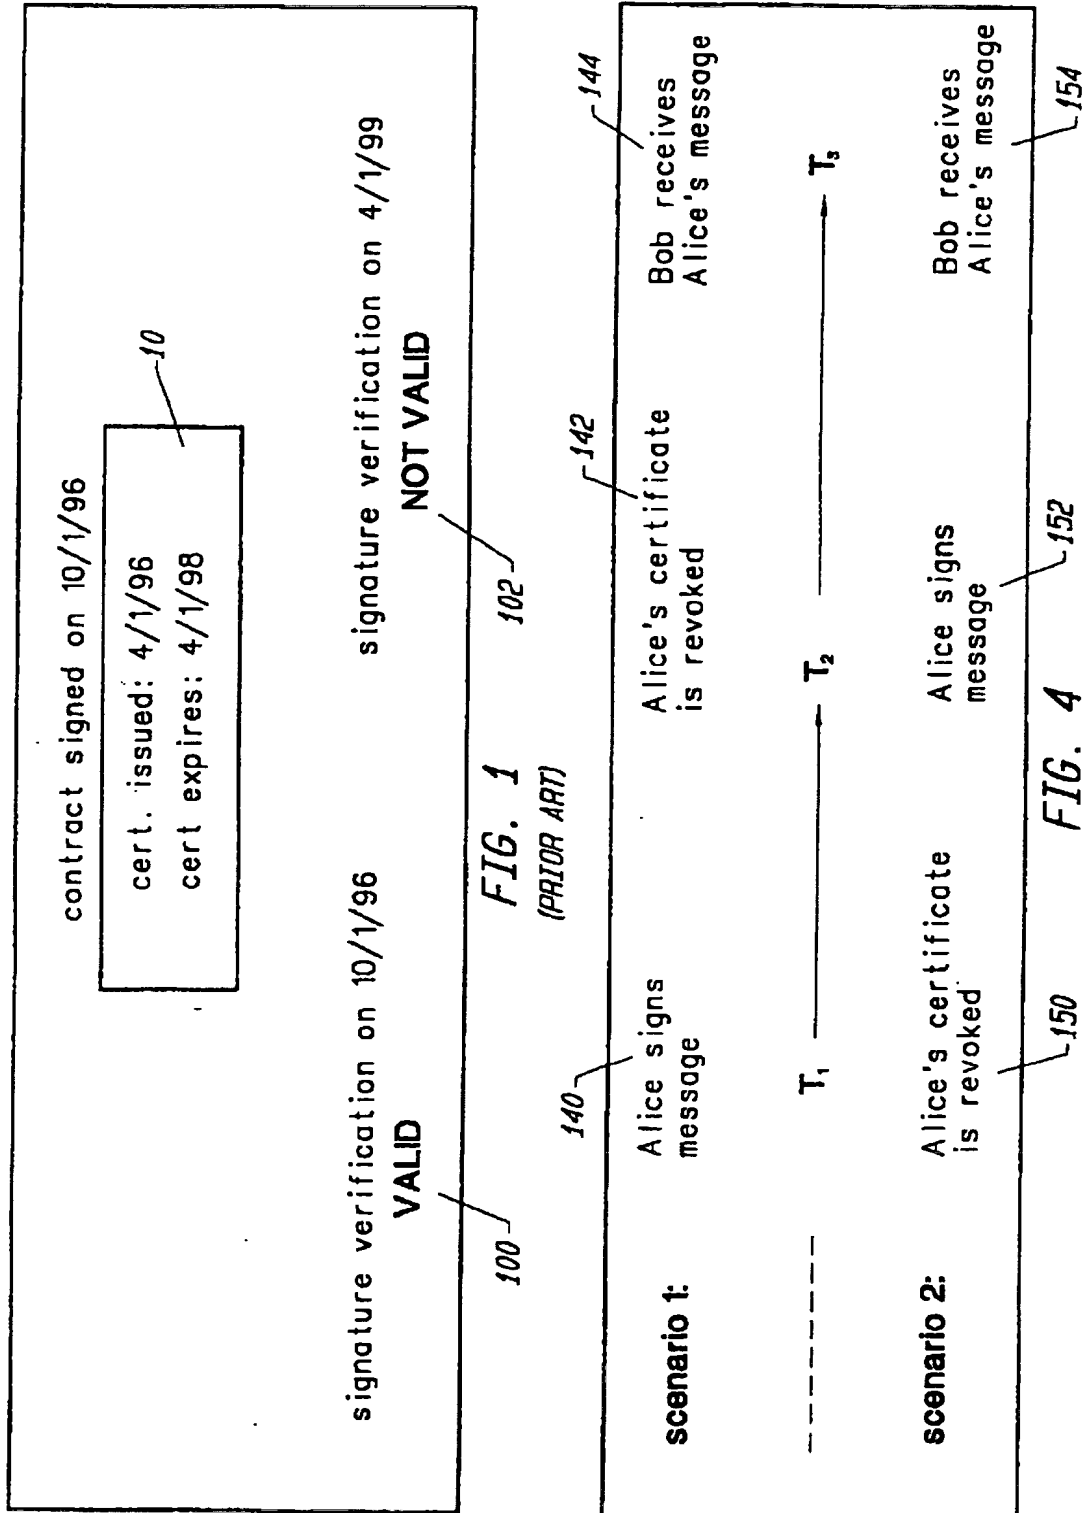 contract signed on 10/1/96
10
cert. issued: 4/1/96
cert expires: 4/1/98
signature verification on 10/1/96
VALID
100
signature verification on 4/1/99
NOT VALID
102
FIG. 1
(PRIOR ART)
140
142
144
scenario 1:
Alice signs
message
Alice's certificate
is revoked
Bob receives
Alice's message
T₁
T₂
T₃
scenario 2:
Alice's certificate
is revoked
Alice signs
message
Bob receives
Alice's message
150
152
154
FIG. 4